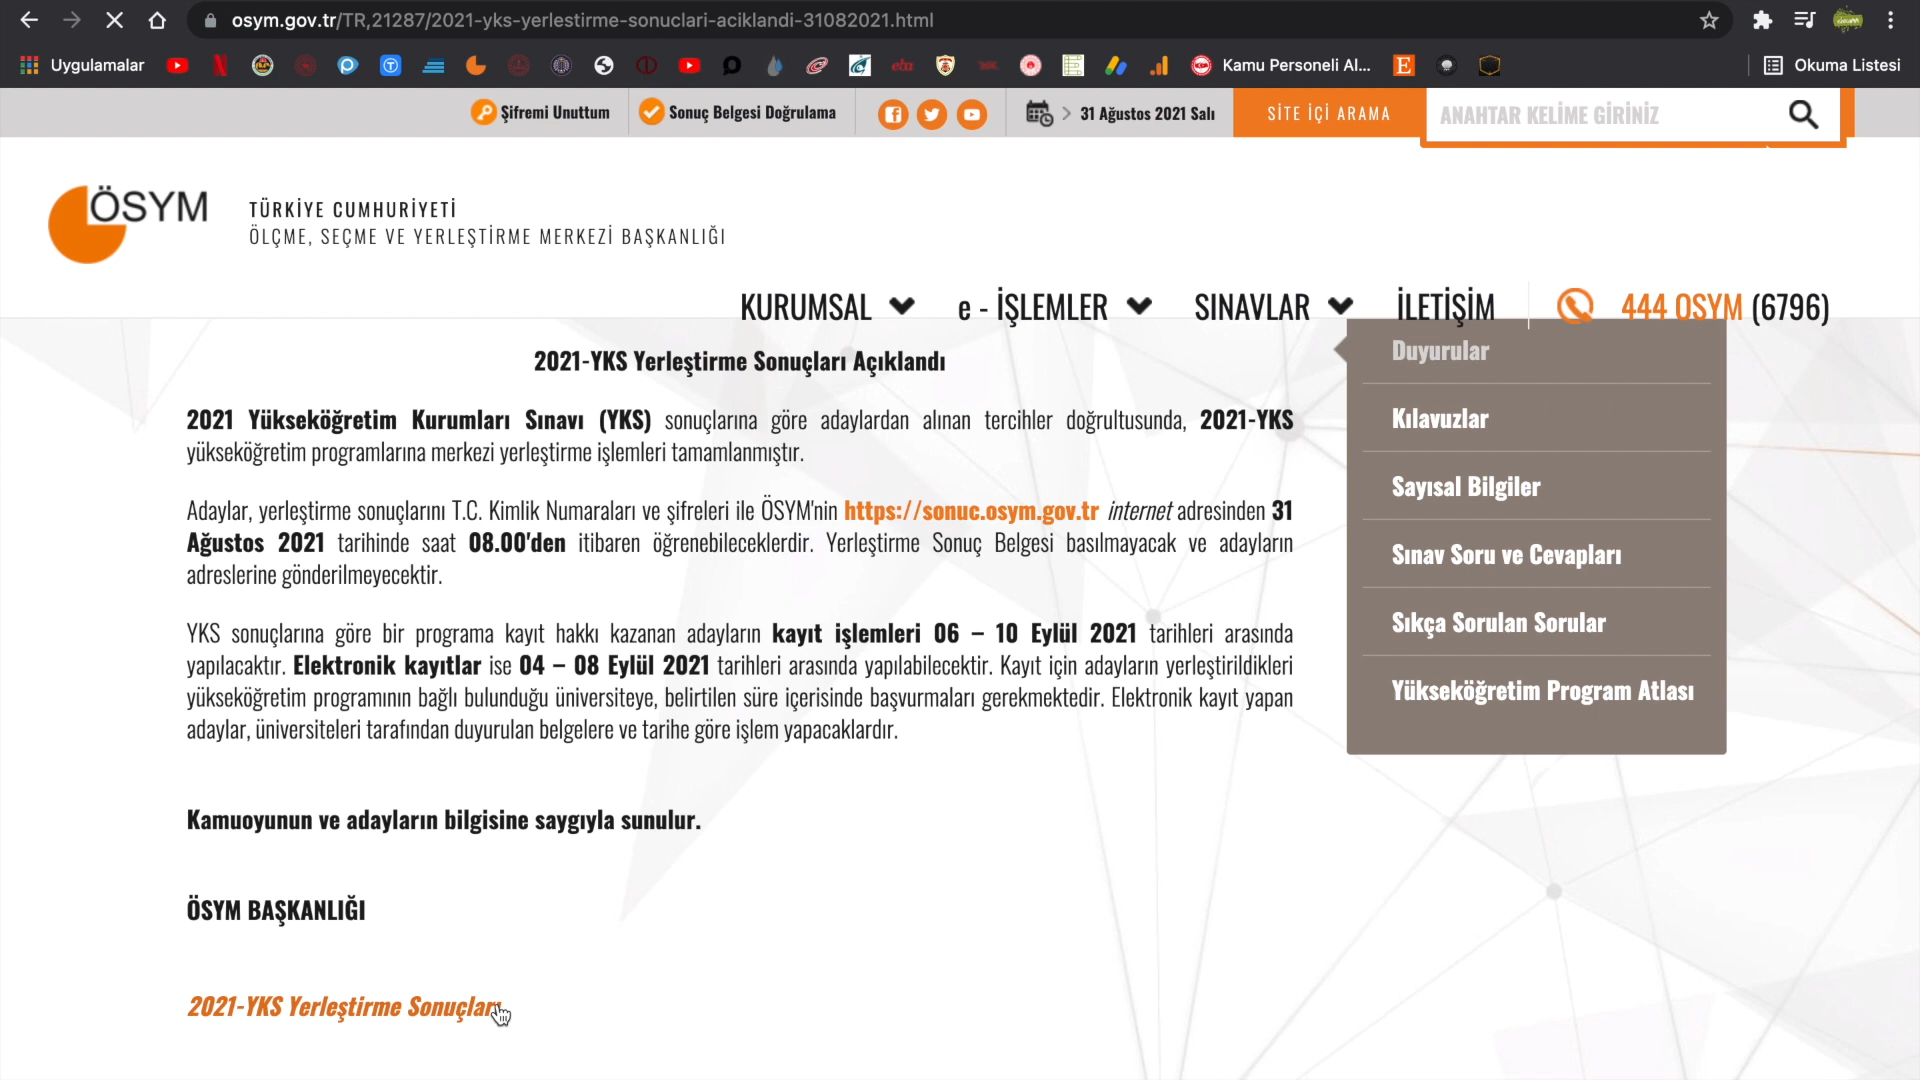 osym.gov.tr/TR,21287/2021-yks-yerlestirme-sonuclari-aciklandi-31082021.html
Uygulamalar
Kamu Personeli Al...
Okuma Listesi
Şifremi Unuttum
Sonuç Belgesi Doğrulama
31 Ağustos 2021 Salı
SİTE İÇİ ARAMA
ANAHTAR KELİME GİRİNİZ
ÖSYM
TÜRKİYE CUMHURİYETİ
ÖLÇME, SEÇME VE YERLEŞTİRME MERKEZİ BAŞKANLIĞI
KURUMSAL
e - İŞLEMLER
SINAVLAR
İLETİŞİM
444 OSYM (6796)
2021-YKS Yerleştirme Sonuçları Açıklandı
2021 Yükseköğretim Kurumları Sınavı (YKS) sonuçlarına göre adaylardan alınan tercihler doğrultusunda, 2021-YKS
yükseköğretim programlarına merkezi yerleştirme işlemleri tamamlanmıştır.
Adaylar, yerleştirme sonuçlarını T.C. Kimlik Numaraları ve şifreleri ile ÖSYM'nin https://sonuc.osym.gov.tr internet adresinden 31
Ağustos 2021 tarihinde saat 08.00'den itibaren öğrenebileceklerdir. Yerleştirme Sonuç Belgesi basılmayacak ve adayların
adreslerine gönderilmeyecektir.
YKS sonuçlarına göre bir programa kayıt hakkı kazanan adayların kayıt işlemleri 06 – 10 Eylül 2021 tarihleri arasında
yapılacaktır. Elektronik kayıtlar ise 04 – 08 Eylül 2021 tarihleri arasında yapılabilecektir. Kayıt için adayların yerleştirildikleri
yükseköğretim programının bağlı bulunduğu üniversiteye, belirtilen süre içerisinde başvurmaları gerekmektedir. Elektronik kayıt yapan
adaylar, üniversiteleri tarafından duyurulan belgelere ve tarihe göre işlem yapacaklardır.
Kamuoyunun ve adayların bilgisine saygıyla sunulur.
ÖSYM BAŞKANLIĞI
2021-YKS Yerleştirme Sonuçları
Duyurular
Kılavuzlar
Sayısal Bilgiler
Sınav Soru ve Cevapları
Sıkça Sorulan Sorular
Yükseköğretim Program Atlası